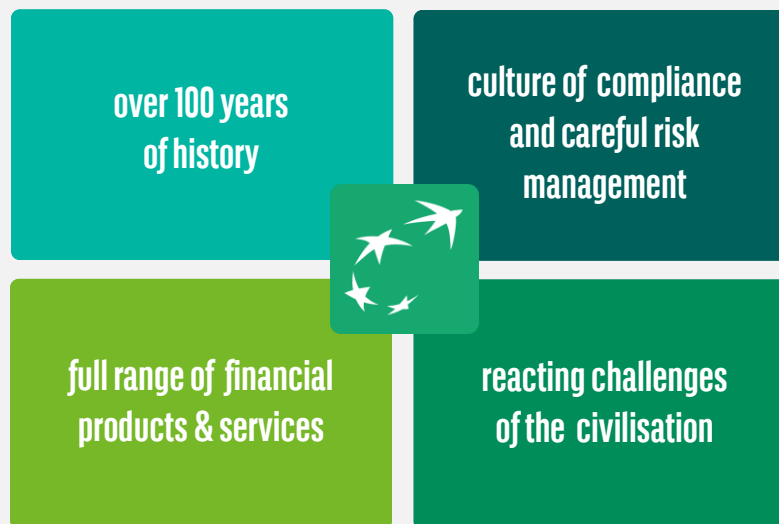 over 100 years
of history
culture of compliance
and careful risk
management
full range of financial
products & services
reacting challenges
of the civilisation